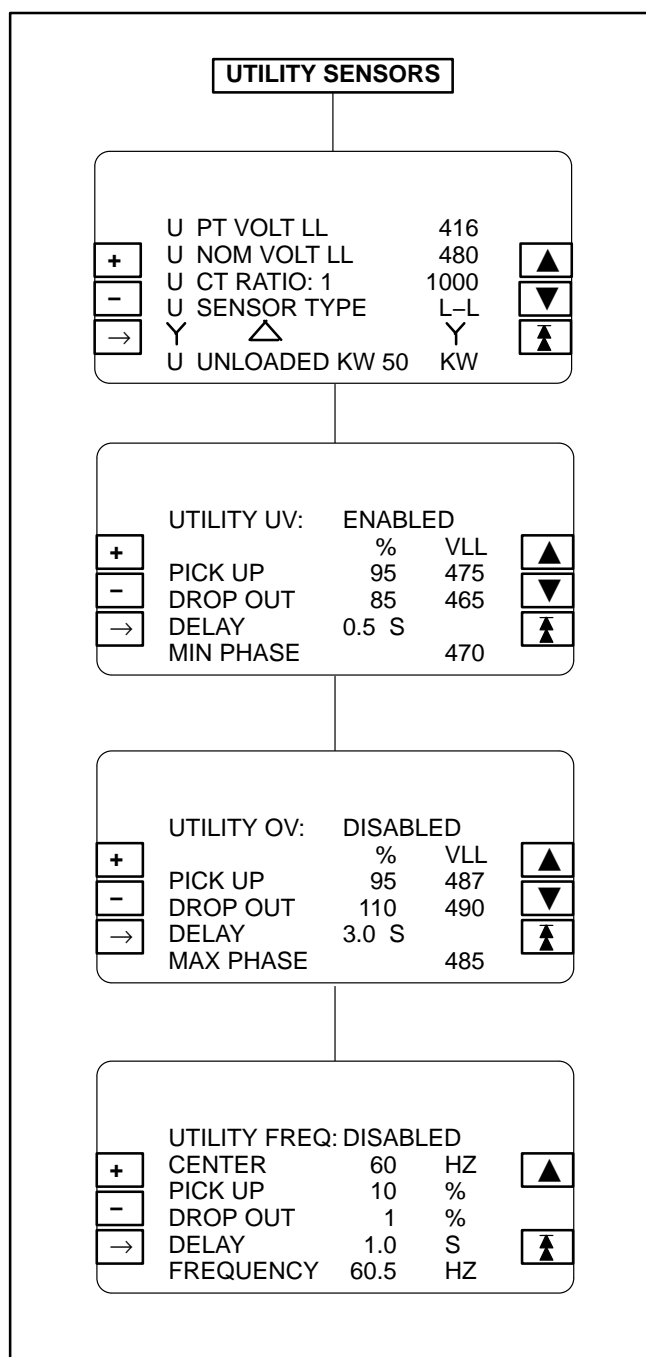 UTILITY SENSORS
U PT VOLT LL 416
+ U NOM VOLT LL 480 ▲
− U CT RATIO: 1 1000 ▼
U SENSOR TYPE L–L
→ Y △ Y
U UNLOADED KW 50 KW
UTILITY UV: ENABLED
+ % VLL ▲
PICK UP 95 475
− DROP OUT 85 465 ▼
→ DELAY 0.5 S
MIN PHASE 470
UTILITY OV: DISABLED
+ % VLL ▲
PICK UP 95 487
− DROP OUT 110 490 ▼
→ DELAY 3.0 S
MAX PHASE 485
UTILITY FREQ: DISABLED
+ CENTER 60 HZ ▲
PICK UP 10 %
− DROP OUT 1 %
→ DELAY 1.0 S
FREQUENCY 60.5 HZ